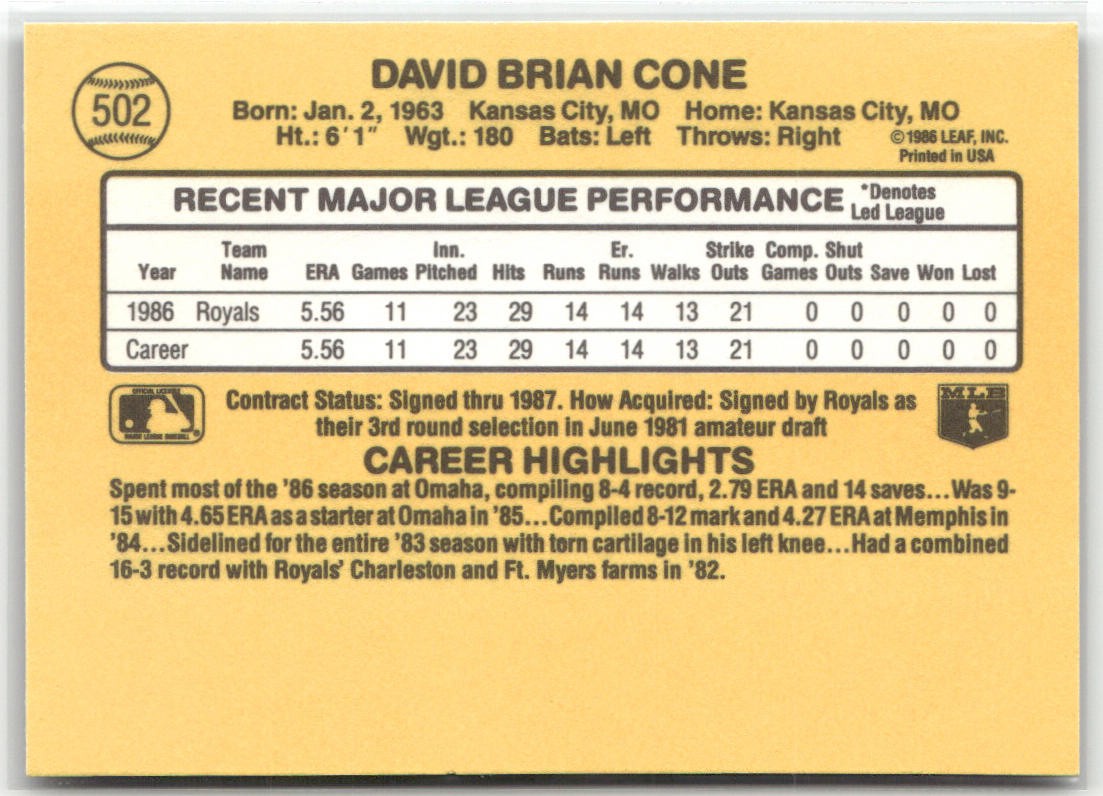 DAVID BRIAN CONE
502
Born: Jan. 2, 1963 Kansas City, MO Home: Kansas City, MO
Ht.: 6'1" Wgt.: 180 Bats: Left Throws: Right ©1986 LEAF, INC.
Printed in USA
RECENT MAJOR LEAGUE PERFORMANCE *Denotes
Led League
Team Inn. Er. Strike Comp. Shut
Year Name ERA Games Pitched Hits Runs Runs Walks Outs Games Outs Save Won Lost
1986 Royals 5.56 11 23 29 14 14 13 21 0 0 0 0 0
Career 5.56 11 23 29 14 14 13 21 0 0 0 0 0
OFFICIAL LICENSEE
MAJOR LEAGUE BASEBALL
MLB
Contract Status: Signed thru 1987. How Acquired: Signed by Royals as
their 3rd round selection in June 1981 amateur draft
CAREER HIGHLIGHTS
Spent most of the '86 season at Omaha, compiling 8-4 record, 2.79 ERA and 14 saves...Was 9-
15 with 4.65 ERA as a starter at Omaha in '85...Compiled 8-12 mark and 4.27 ERA at Memphis in
'84...Sidelined for the entire '83 season with torn cartilage in his left knee...Had a combined
16-3 record with Royals' Charleston and Ft. Myers farms in '82.